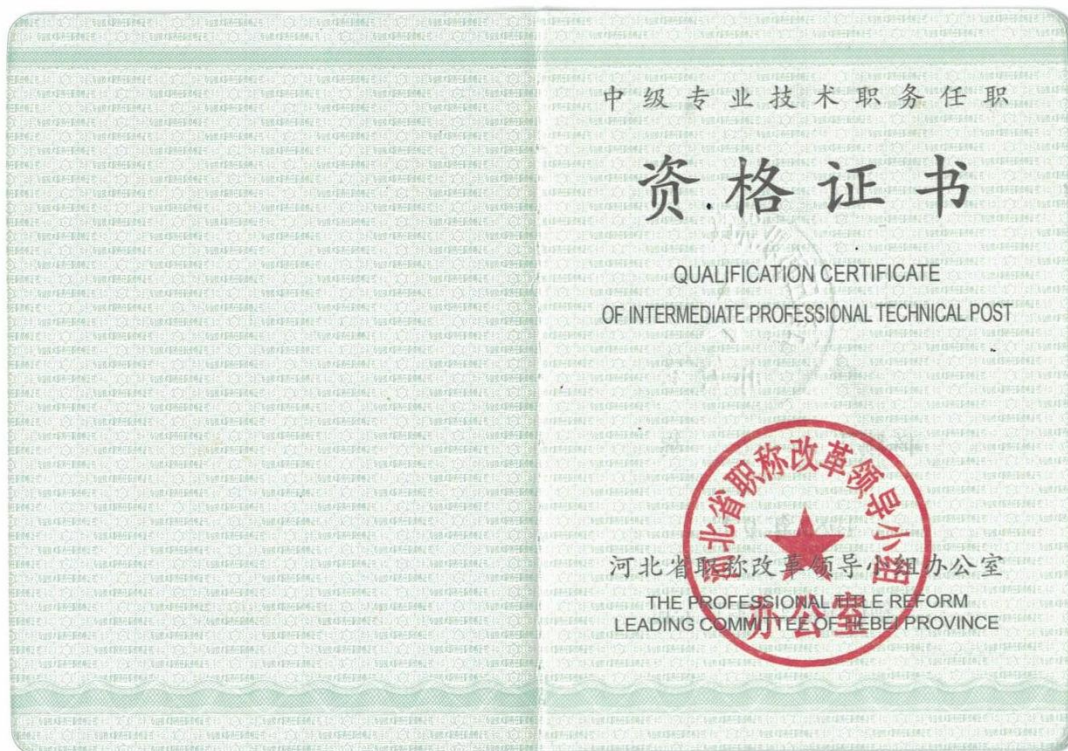 中级专业技术职务任职
资格证书
QUALIFICATION CERTIFICATE
OF INTERMEDIATE PROFESSIONAL TECHNICAL POST
河北省职称改革领导小组
办公室
河北省职称改革领导小组办公室
THE PROFESSIONAL TITLE REFORM
LEADING COMMITTEE OF HEBEI PROVINCE